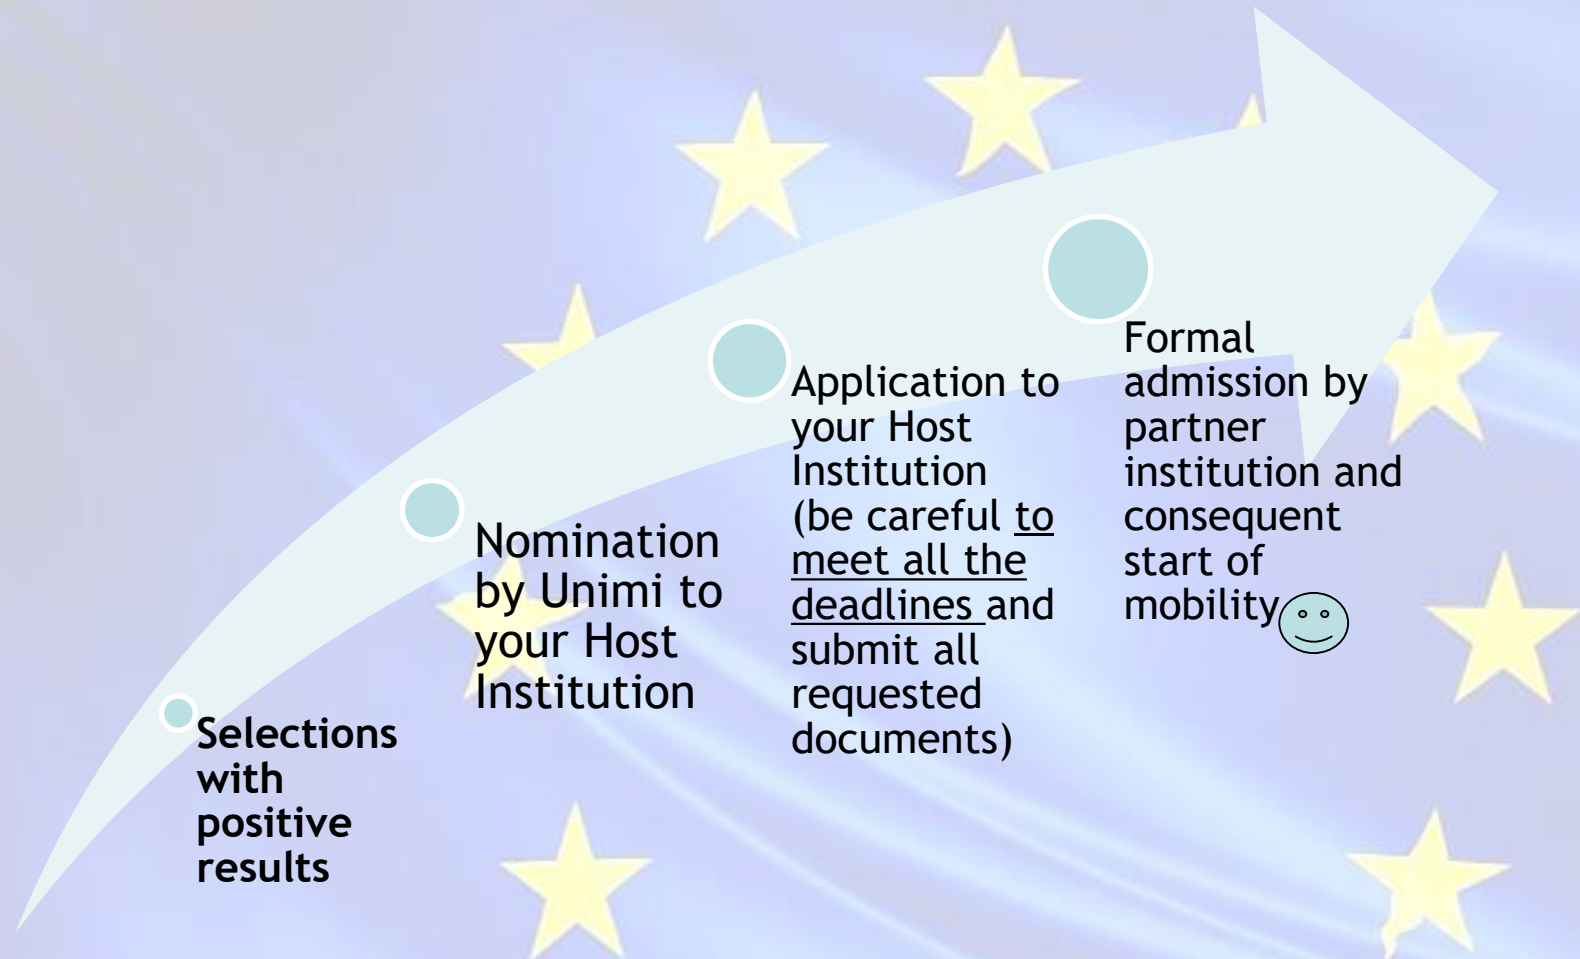 Selections
with
positive
results
Nomination
by Unimi to
your Host
Institution
Application to
your Host
Institution
(be careful to
meet all the
deadlines and
submit all
requested
documents)
Formal
admission by
partner
institution and
consequent
start of
mobility